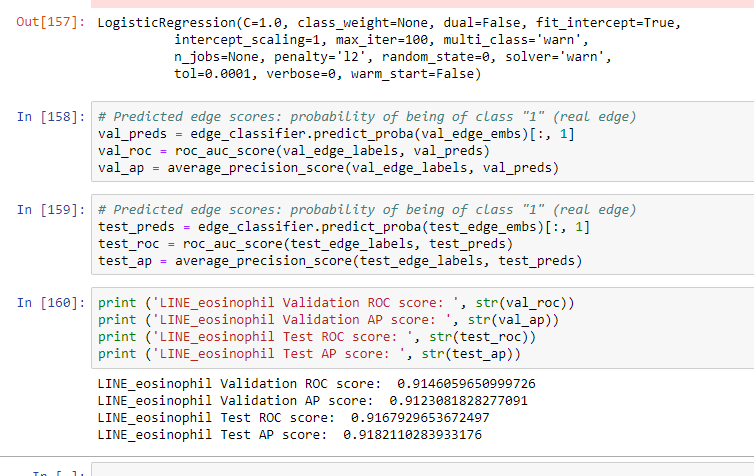 Out[157]: LogisticRegression(C=1.0, class_weight=None, dual=False, fit_intercept=True,
intercept_scaling=1, max_iter=100, multi_class='warn',
n_jobs=None, penalty='l2', random_state=0, solver='warn',
tol=0.0001, verbose=0, warm_start=False)
In [158]: # Predicted edge scores: probability of being of class "1" (real edge)
val_preds = edge_classifier.predict_proba(val_edge_embs)[:, 1]
val_roc = roc_auc_score(val_edge_labels, val_preds)
val_ap = average_precision_score(val_edge_labels, val_preds)
In [159]: # Predicted edge scores: probability of being of class "1" (real edge)
test_preds = edge_classifier.predict_proba(test_edge_embs)[:, 1]
test_roc = roc_auc_score(test_edge_labels, test_preds)
test_ap = average_precision_score(test_edge_labels, test_preds)
In [160]: print ('LINE_eosinophil Validation ROC score: ', str(val_roc))
print ('LINE_eosinophil Validation AP score: ', str(val_ap))
print ('LINE_eosinophil Test ROC score: ', str(test_roc))
print ('LINE_eosinophil Test AP score: ', str(test_ap))
LINE_eosinophil Validation ROC score:  0.9146059650999726
LINE_eosinophil Validation AP score:  0.9123081828277091
LINE_eosinophil Test ROC score:  0.9167929653672497
LINE_eosinophil Test AP score:  0.9182110283933176